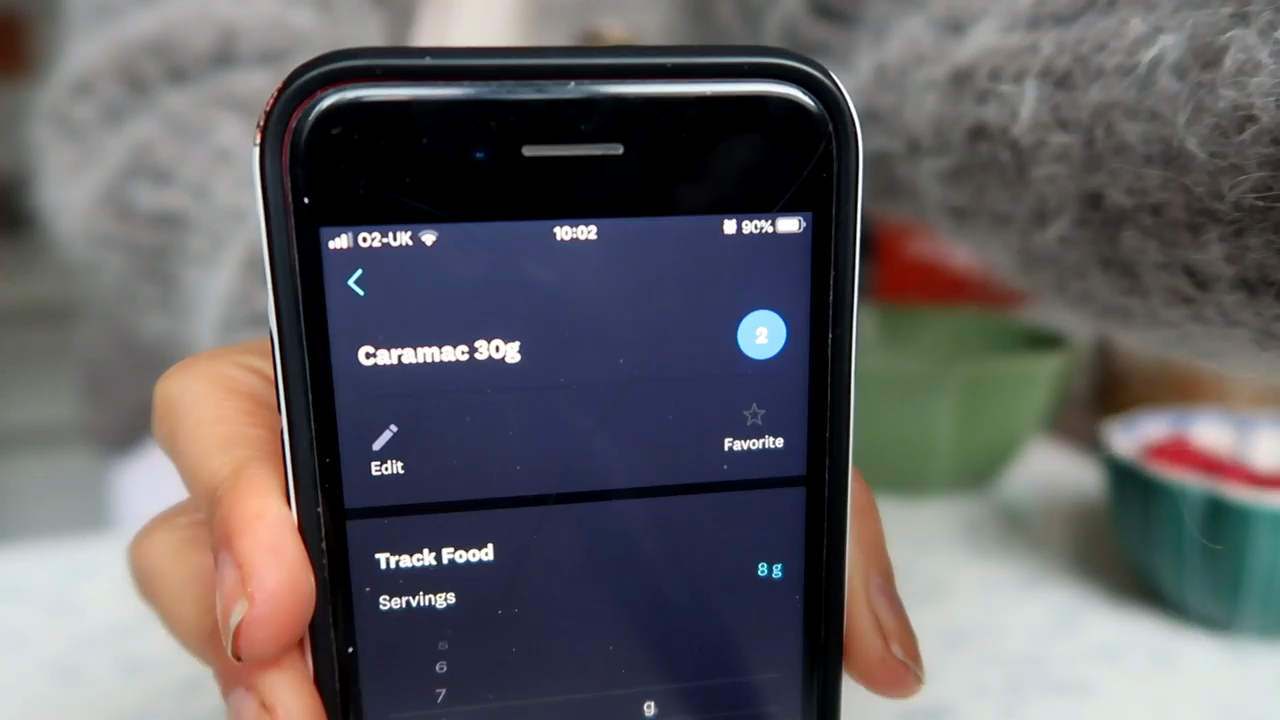 O2-UK 10:02 90%
Caramac 30g 2
Edit Favorite
Track Food
8 g
Servings
5
6
7
g